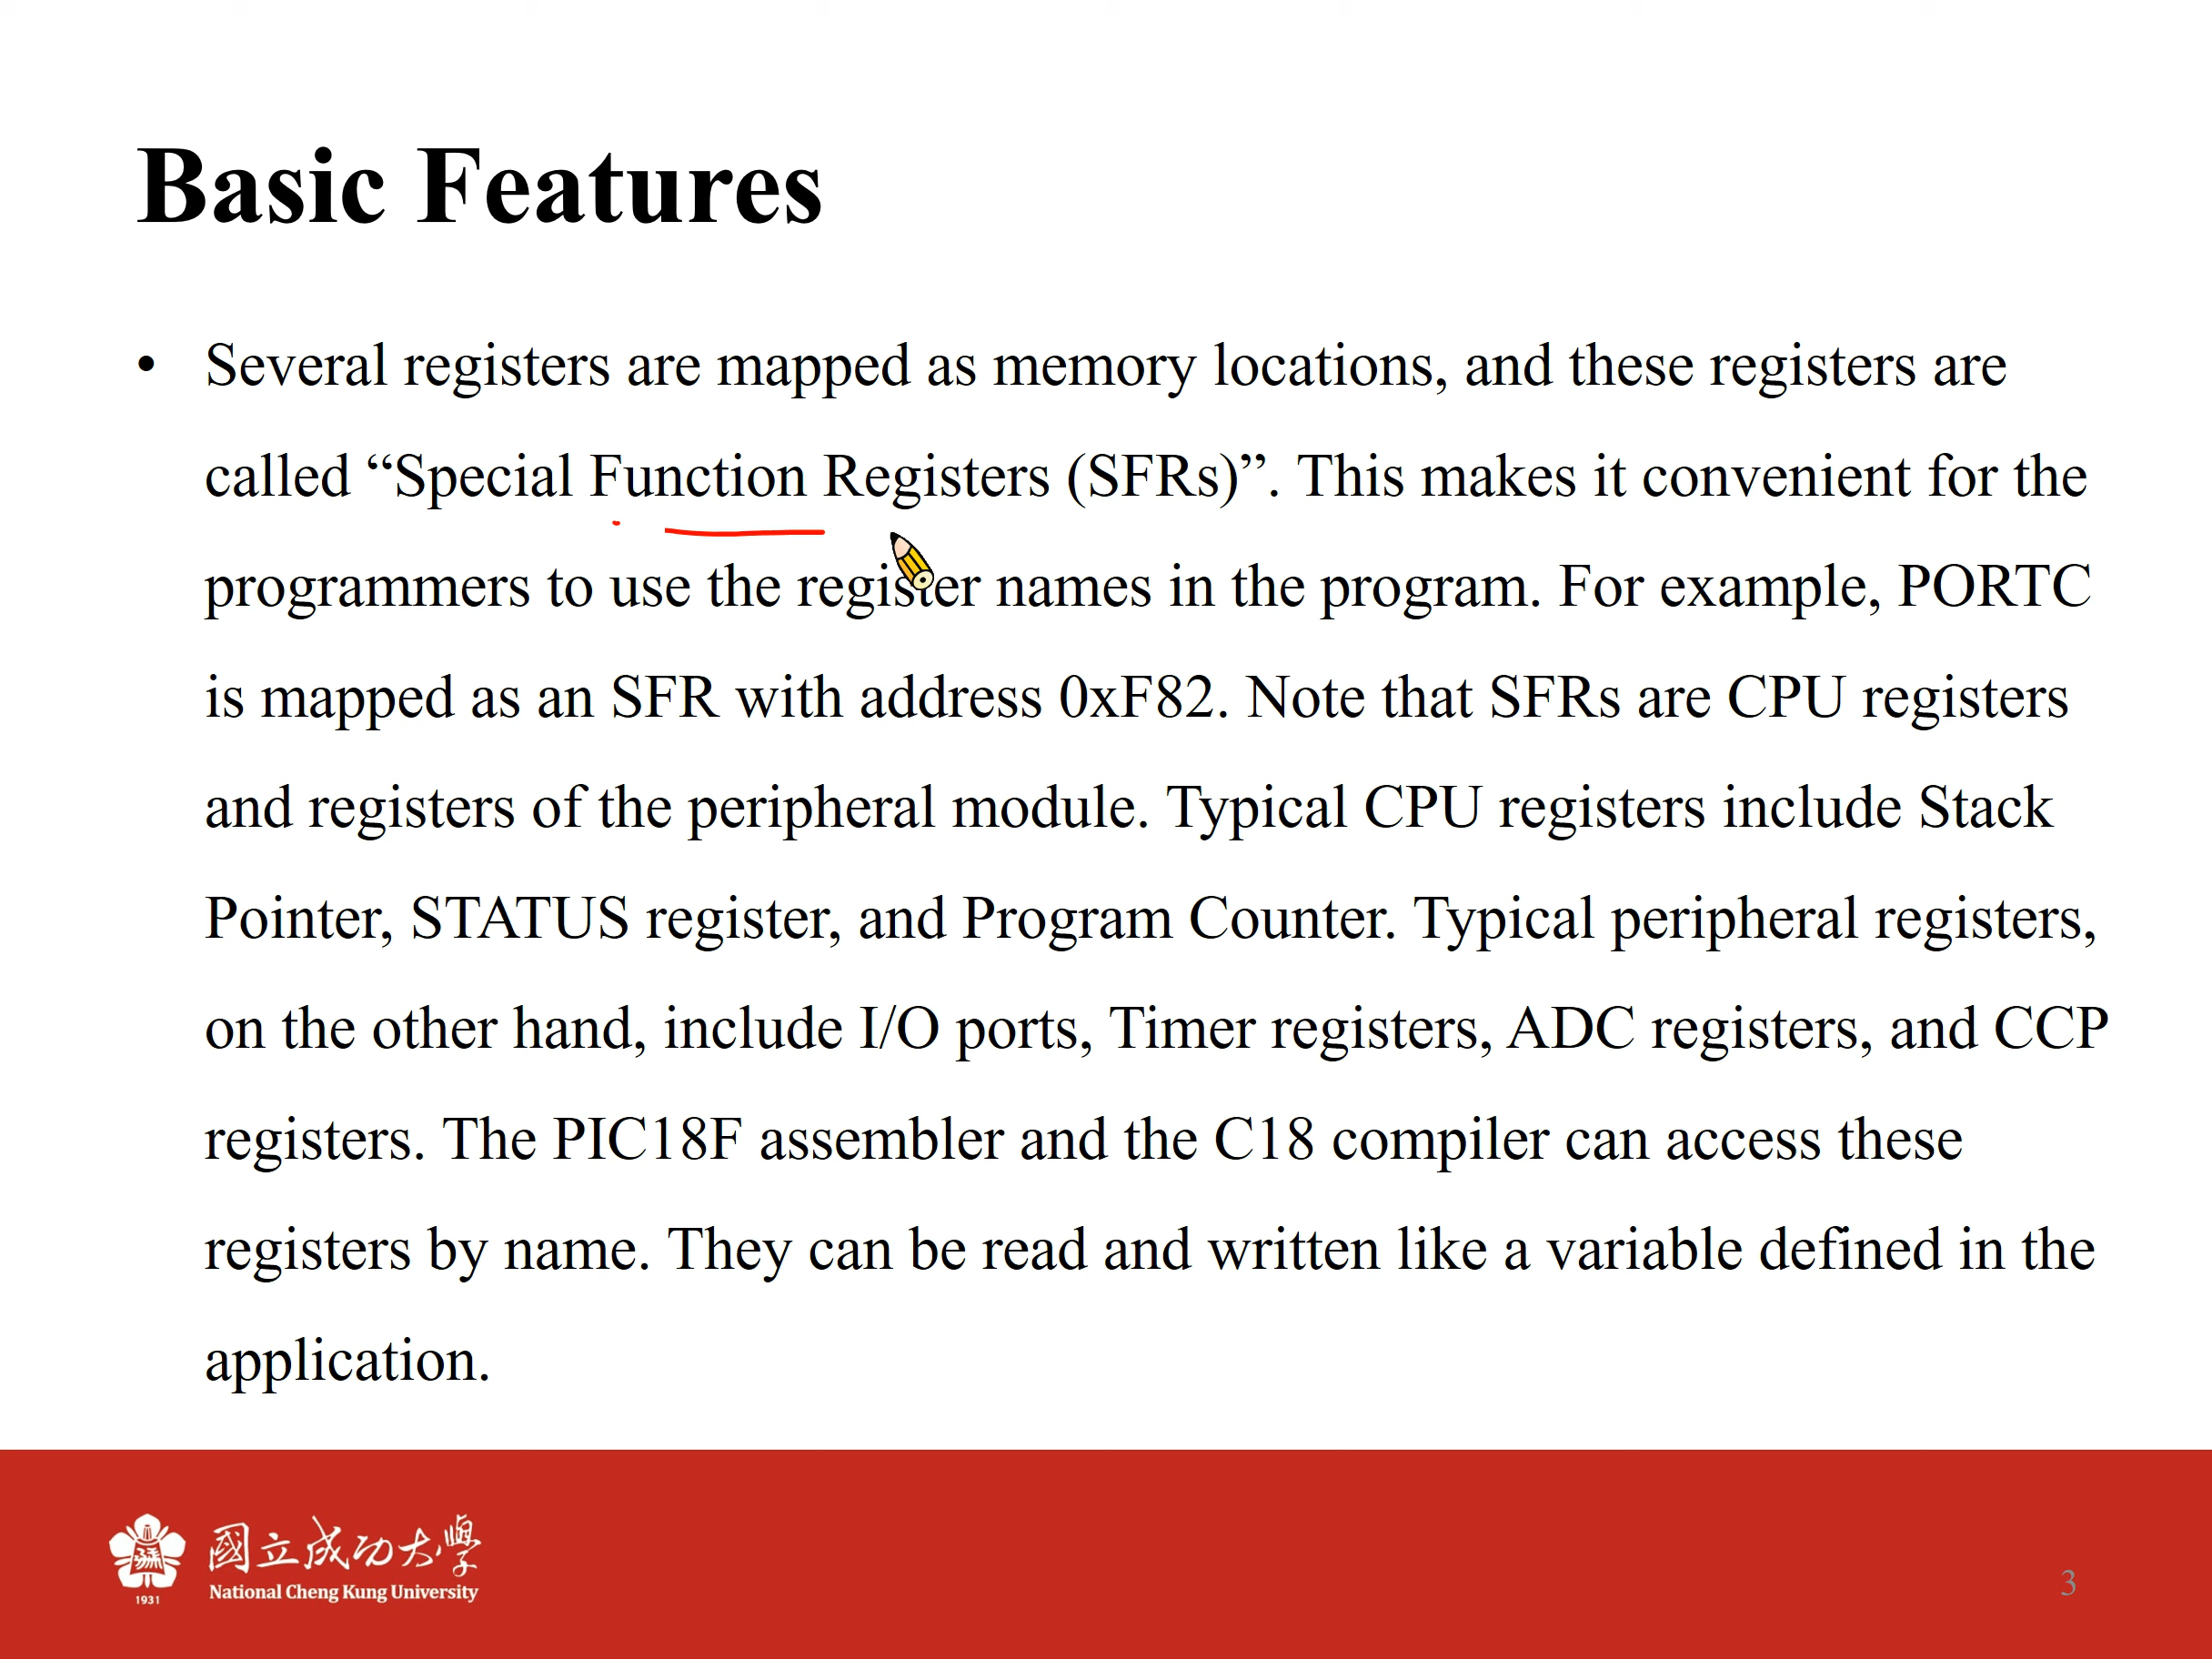 Basic Features
• Several registers are mapped as memory locations, and these registers are
called “Special Function Registers (SFRs)”. This makes it convenient for the
programmers to use the register names in the program. For example, PORTC
is mapped as an SFR with address 0xF82. Note that SFRs are CPU registers
and registers of the peripheral module. Typical CPU registers include Stack
Pointer, STATUS register, and Program Counter. Typical peripheral registers,
on the other hand, include I/O ports, Timer registers, ADC registers, and CCP
registers. The PIC18F assembler and the C18 compiler can access these
registers by name. They can be read and written like a variable defined in the
application.
國立成功大學
National Cheng Kung University
1931
3